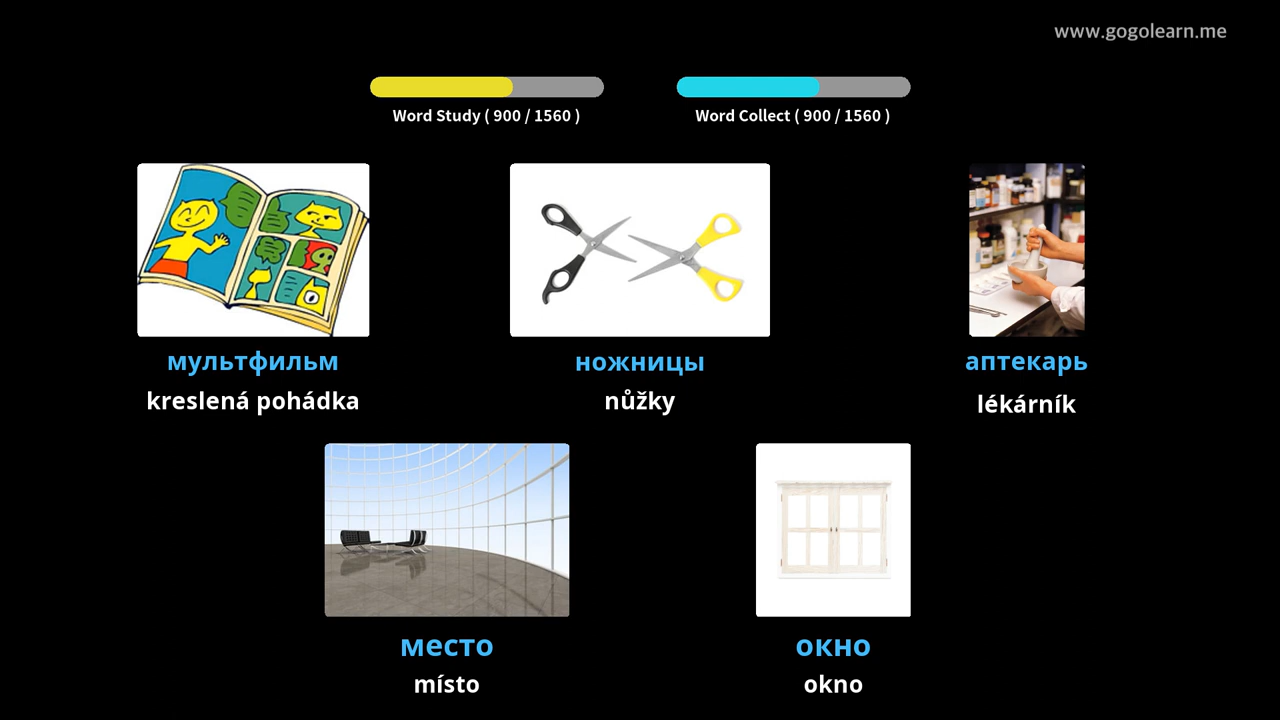 www.gogolearn.me
Word Study ( 900 / 1560 )
Word Collect ( 900 / 1560 )
мультфильм
ножницы
аптекарь
kreslená pohádka
nůžky
lékárník
место
окно
místo
okno